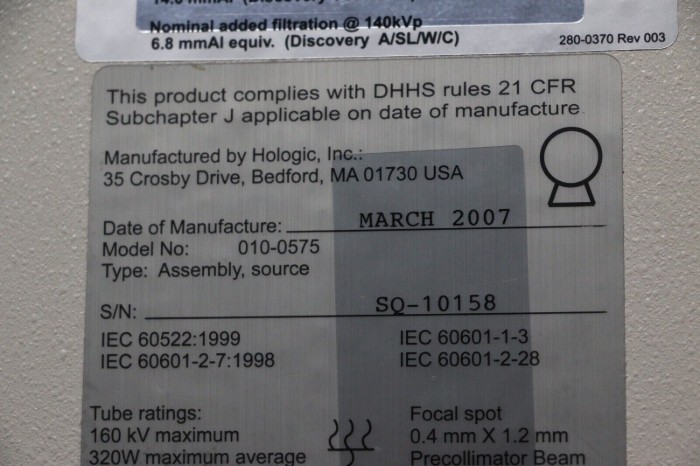 Nominal added filtration @ 140kVp
6.8 mmAl equiv. (Discovery A/SL/W/C)
280-0370 Rev 003
This product complies with DHHS rules 21 CFR
Subchapter J applicable on date of manufacture
Manufactured by Hologic, Inc.:
35 Crosby Drive, Bedford, MA 01730 USA
Date of Manufacture: MARCH 2007
Model No: 010-0575
Type: Assembly, source
S/N: SQ-10158
IEC 60522:1999 IEC 60601-1-3
IEC 60601-2-7:1998 IEC 60601-2-28
Tube ratings:
160 kV maximum
320W maximum average
Focal spot
0.4 mm X 1.2 mm
Precollimator Beam